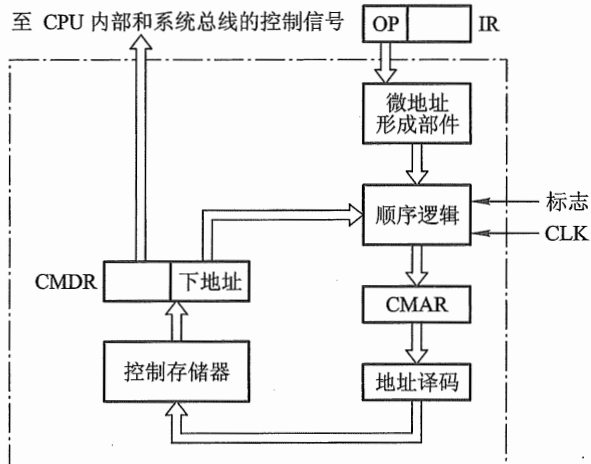 至 CPU 内部和系统总线的控制信号
OP
IR
微地址
形成部件
顺序逻辑
标志
CLK
CMDR
下地址
CMAR
控制存储器
地址译码